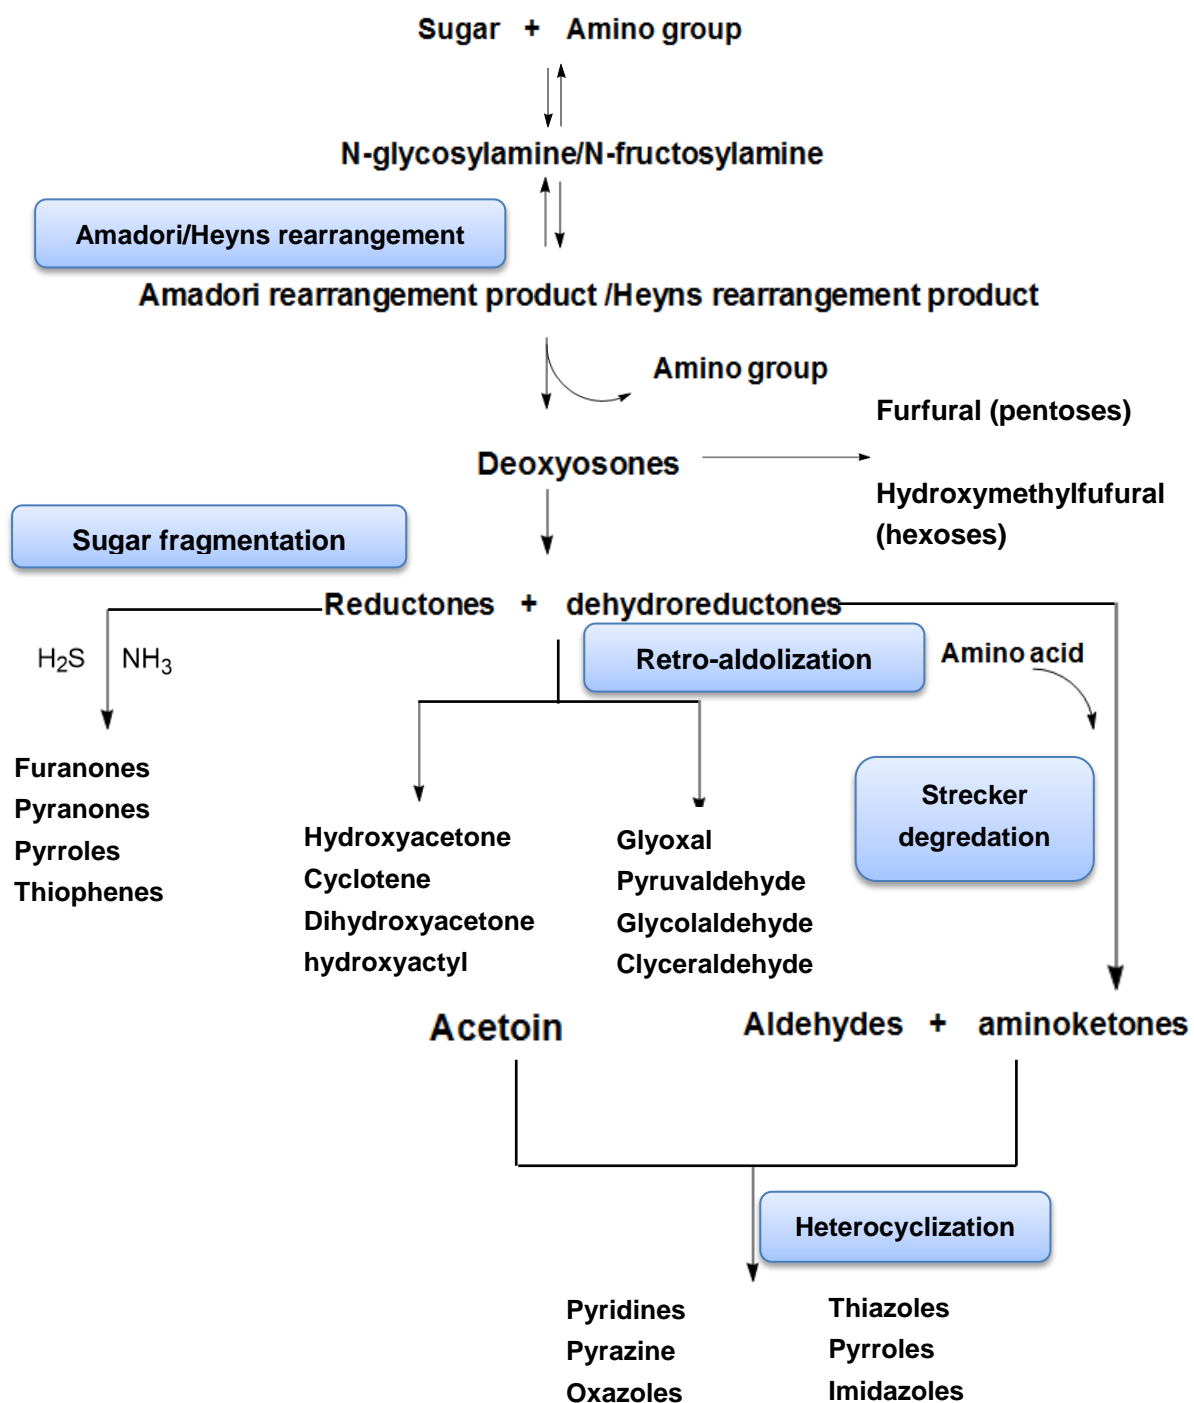 Sugar + Amino group
N-glycosylamine/N-fructosylamine
Amadori/Heyns rearrangement
Amadori rearrangement product /Heyns rearrangement product
Amino group
Furfural (pentoses)
Deoxyosones
Hydroxymethylfufural
(hexoses)
Sugar fragmentation
Reductones + dehydroreductones
H₂S NH₃
Retro-aldolization
Amino acid
Furanones
Pyranones
Pyrroles
Thiophenes
Hydroxyacetone
Cyclotene
Dihydroxyacetone
hydroxyactyl
Glyoxal
Pyruvaldehyde
Glycolaldehyde
Clyceraldehyde
Strecker
degredation
Acetoin
Aldehydes + aminoketones
Heterocyclization
Pyridines
Pyrazine
Oxazoles
Thiazoles
Pyrroles
Imidazoles